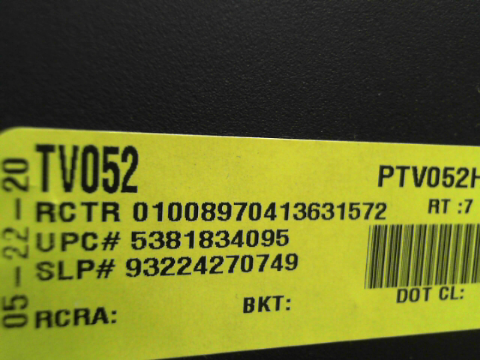 05-22-20
TV052
PTV052H
RCTR 01008970413631572
RT :7
UPC# 5381834095
SLP# 93224270749
DOT CL:
BKT:
RCRA: